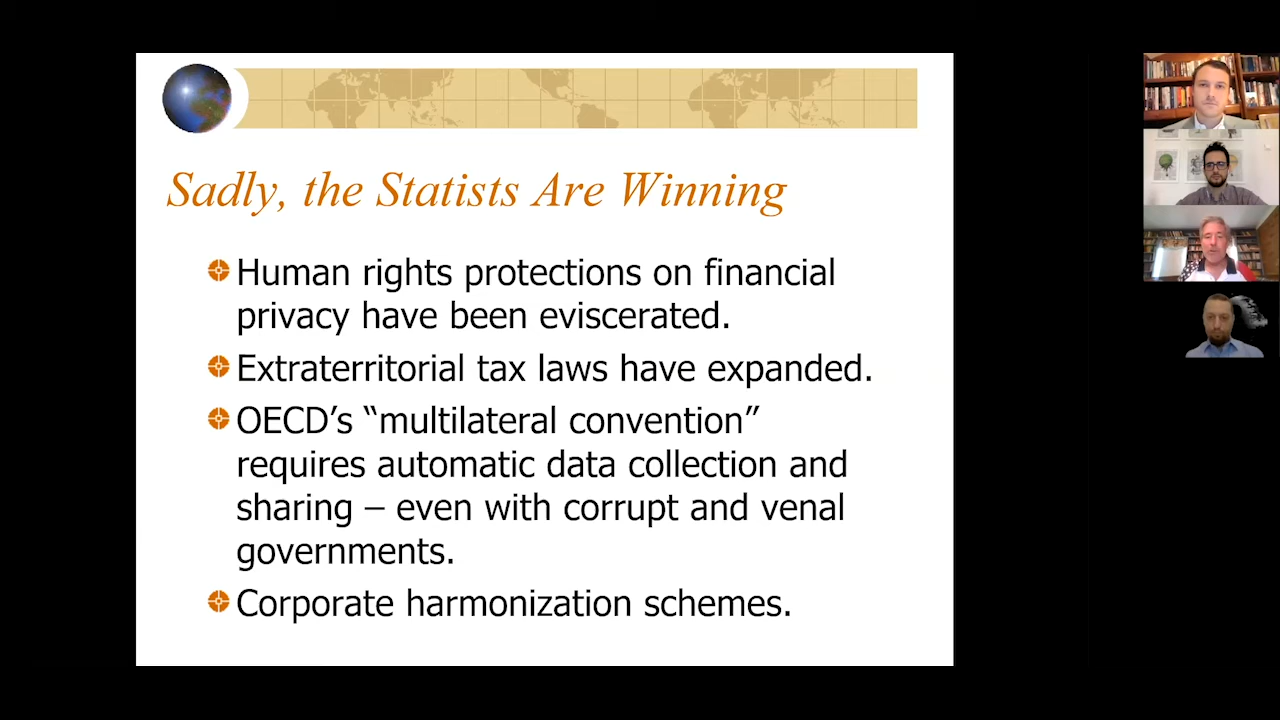 Sadly, the Statists Are Winning
Human rights protections on financial
privacy have been eviscerated.
Extraterritorial tax laws have expanded.
OECD’s “multilateral convention”
requires automatic data collection and
sharing – even with corrupt and venal
governments.
Corporate harmonization schemes.